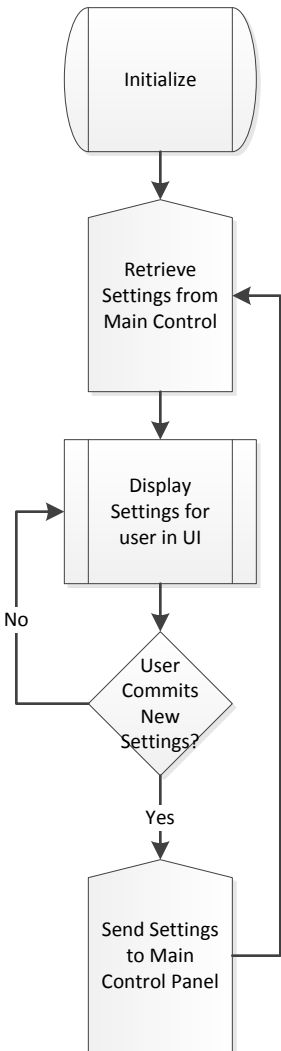 Initialize
Retrieve
Settings from
Main Control
Display
Settings for
user in UI
No
User
Commits
New
Settings?
Yes
Send Settings
to Main
Control Panel